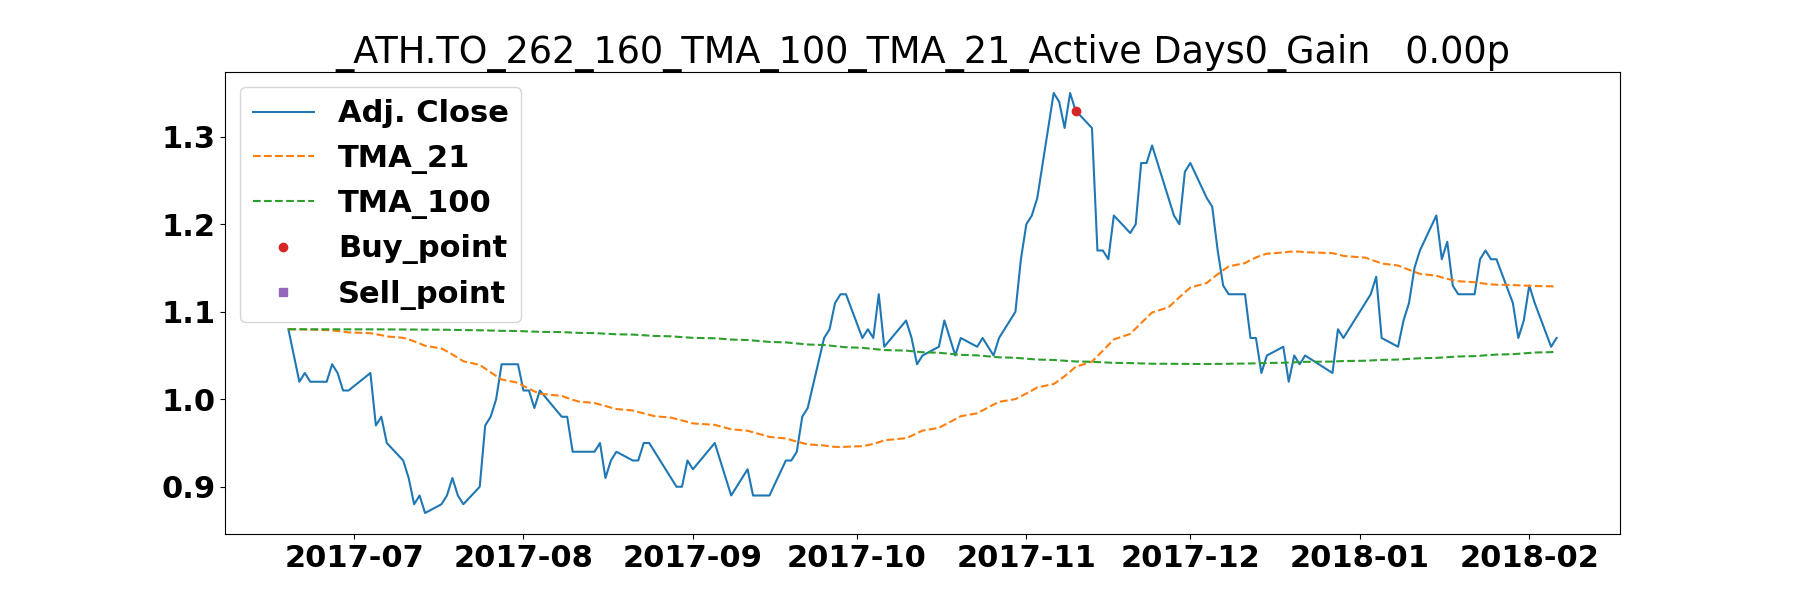 _ATH.TO_262_160_TMA_100_TMA_21_Active Days0_Gain   0.00p
Adj. Close
TMA_21
TMA_100
Buy_point
Sell_point
1.3
1.2
1.1
1.0
0.9
2017-07 2017-08 2017-09 2017-10 2017-11 2017-12 2018-01 2018-02